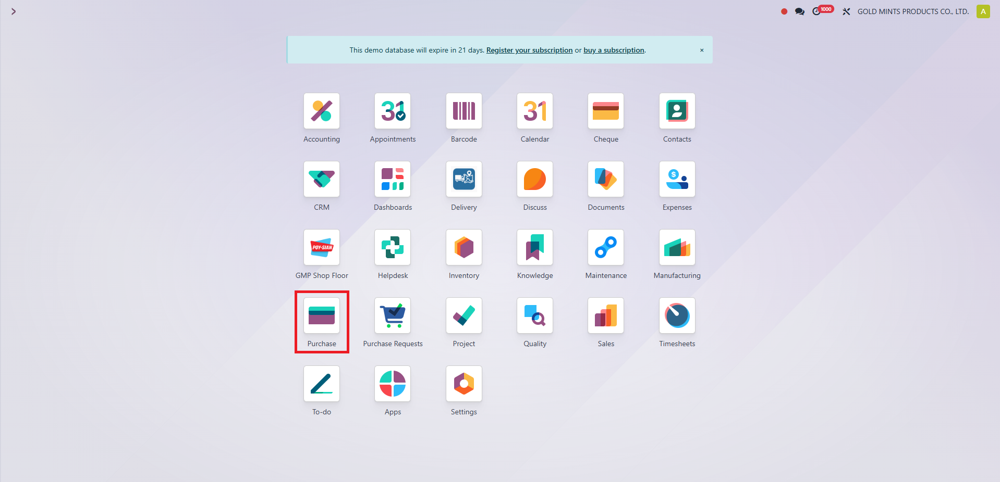 1000
GOLD MINTS PRODUCTS CO., LTD.
A
This demo database will expire in 21 days. Register your subscription or buy a subscription.
×
31
31
Accounting
Appointments
Barcode
Calendar
Cheque
Contacts
$
CRM
Dashboards
Delivery
Discuss
Documents
Expenses
POY-SIAN
GMP Shop Floor
Helpdesk
Inventory
Knowledge
Maintenance
Manufacturing
Purchase
Purchase Requests
Project
Quality
Sales
Timesheets
To-do
Apps
Settings